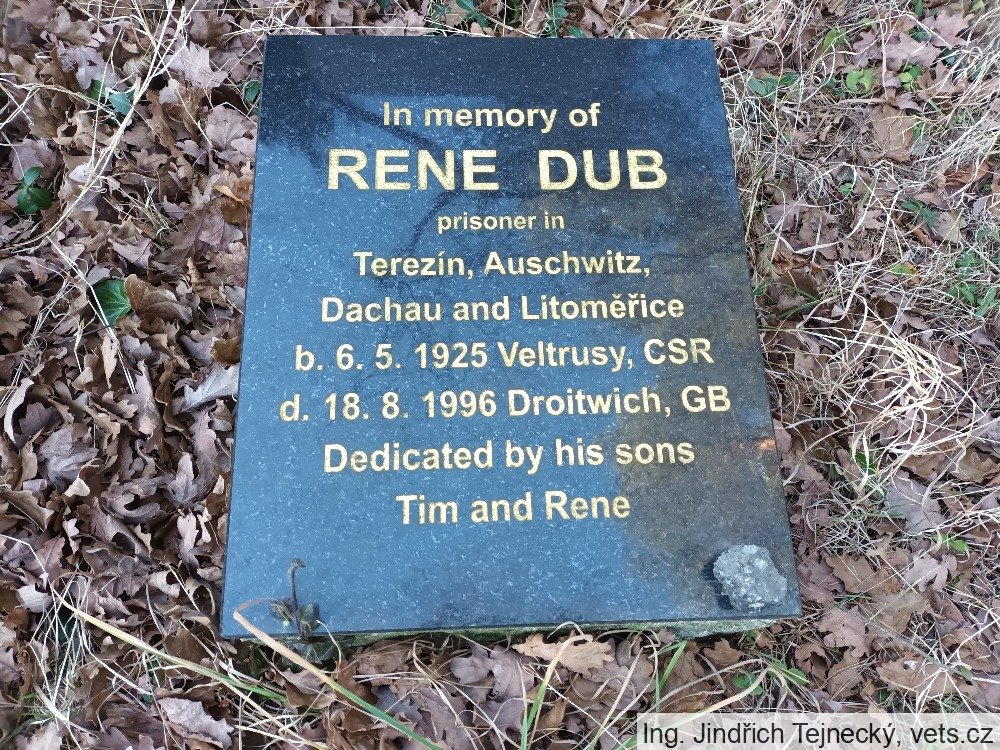 In memory of
RENE DUB
prisoner in
Terezín, Auschwitz,
Dachau and Litoměřice
b. 6. 5. 1925 Veltrusy, CSR
d. 18. 8. 1996 Droitwich, GB
Dedicated by his sons
Tim and Rene
Ing. Jindřich Tejnecký, vets.cz